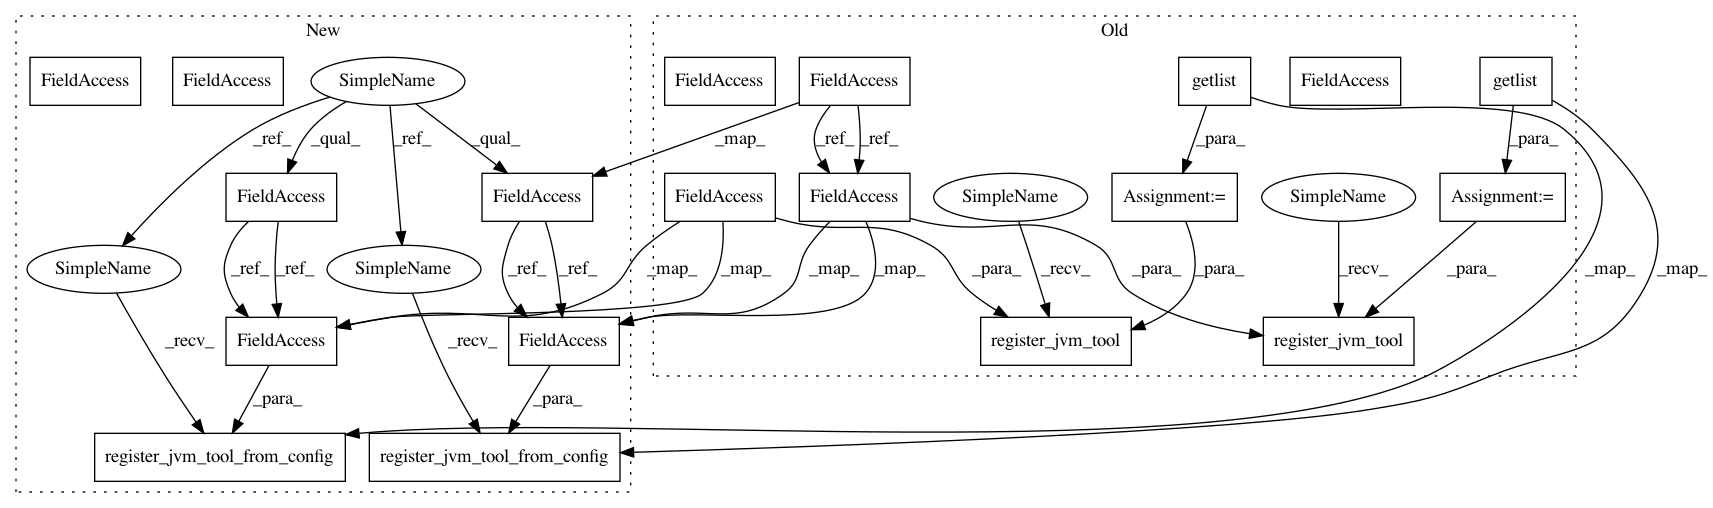 New
Old
FieldAccess
FieldAccess
SimpleName
FieldAccess
FieldAccess
getlist
FieldAccess
getlist
_ref_
_qual_
_ref_
_qual_
_map_
_ref_
_ref_
_para_
_para_
FieldAccess
FieldAccess
FieldAccess
FieldAccess
SimpleName
Assignment:=
SimpleName
Assignment:=
SimpleName
_ref_
_ref_
SimpleName
_ref_
_ref_
_map_
_map_
_map_
_map_
_para_
_recv_
_para_
_para_
_recv_
_para_
_map_
_map_
_recv_
FieldAccess
_recv_
FieldAccess
register_jvm_tool
register_jvm_tool
_para_
_para_
register_jvm_tool_from_config
register_jvm_tool_from_config